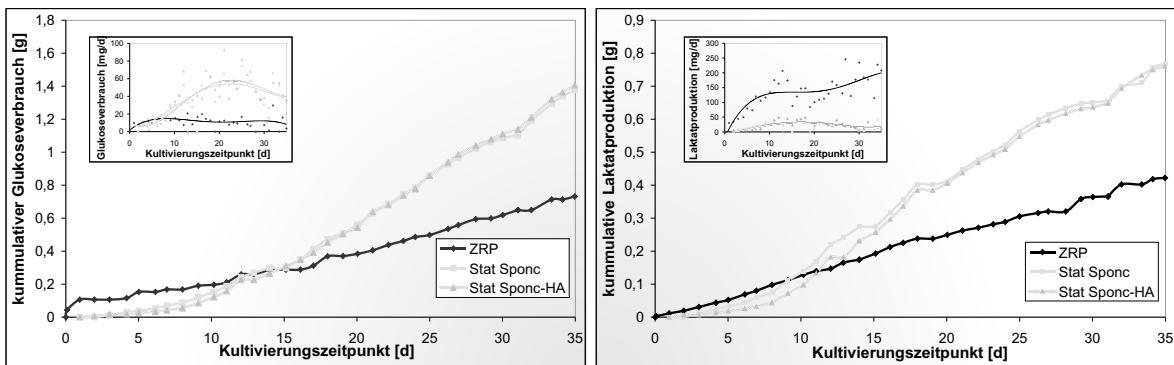 kummulativer Glukoseverbrauch [g]
1,8
1,6
1,4
1,2
1
0,8
0,6
0,4
0,2
0
0 5 10 15 20 25 30 35
Kultivierungszeitpunkt [d]
Glukoseverbrauch [mg/d]
100
80
60
40
20
0
0 10 20 30
Kultivierungszeitpunkt [d]
ZRP
Stat Sponc
Stat Sponc-HA
kummulative Laktatproduktion [g]
0,9
0,8
0,7
0,6
0,5
0,4
0,3
0,2
0,1
0
0 5 10 15 20 25 30 35
Kultivierungszeitpunkt [d]
Laktatproduktion [mg/d]
300
250
200
150
100
50
0
0 10 20 30
Kultivierungszeitpunkt [d]
ZRP
Stat Sponc
Stat Sponc-HA